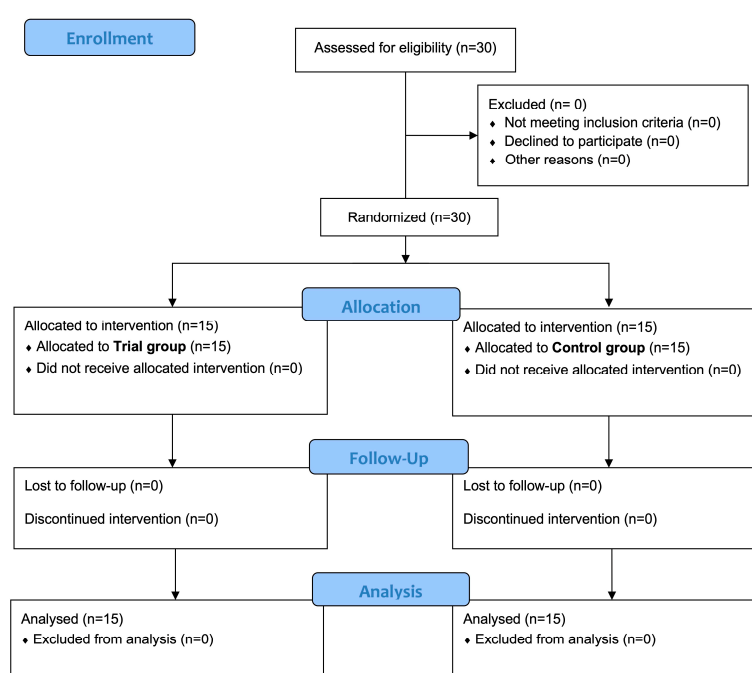 Enrollment
Assessed for eligibility (n=30)
Excluded (n= 0)
♦ Not meeting inclusion criteria (n=0)
♦ Declined to participate (n=0)
♦ Other reasons (n=0)
Randomized (n=30)
Allocation
Allocated to intervention (n=15)
♦ Allocated to Trial group (n=15)
♦ Did not receive allocated intervention (n=0)
Allocated to intervention (n=15)
♦ Allocated to Control group (n=15)
♦ Did not receive allocated intervention (n=0)
Follow-Up
Lost to follow-up (n=0)
Discontinued intervention (n=0)
Lost to follow-up (n=0)
Discontinued intervention (n=0)
Analysis
Analysed (n=15)
♦ Excluded from analysis (n=0)
Analysed (n=15)
♦ Excluded from analysis (n=0)